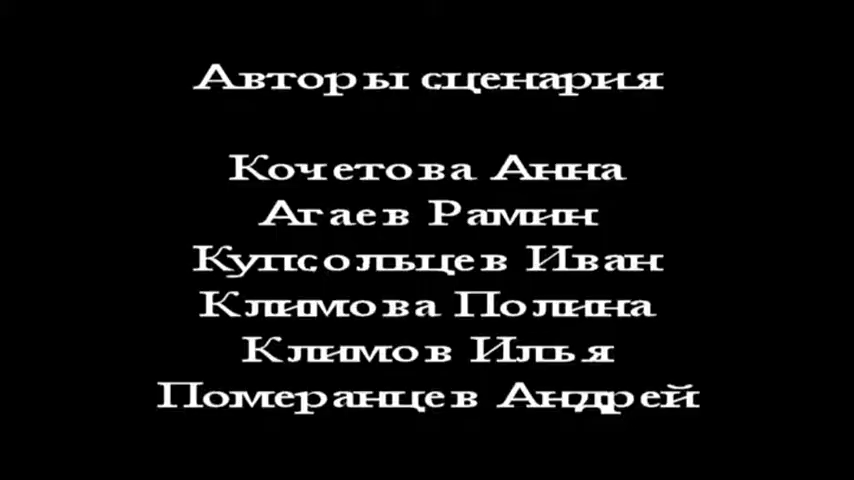 Авторы сценария
Кочетова Анна
Агаев Рамин
Купсольцев Иван
Климова Полина
Климов Илья
Померанцев Андрей